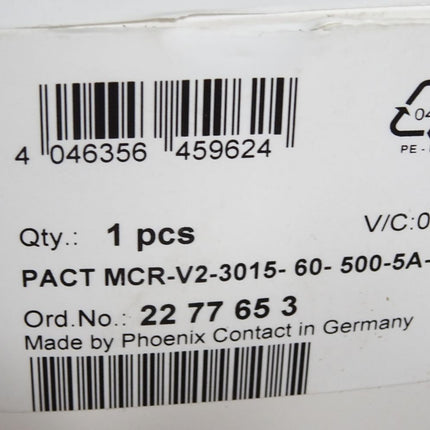 04
PE-
4 046356 459624
V/C:0
Qty.: 1 pcs
PACT MCR-V2-3015- 60- 500-5A-
Ord.No.: 22 77 65 3
Made by Phoenix Contact in Germany